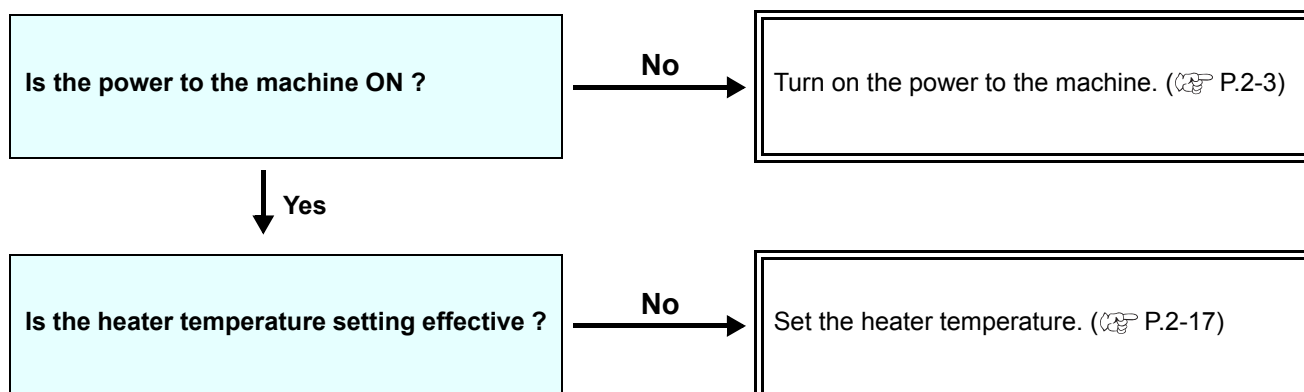 Is the power to the machine ON ?
No
Turn on the power to the machine. (☞ P.2-3)
Yes
Is the heater temperature setting effective ?
No
Set the heater temperature. (☞ P.2-17)